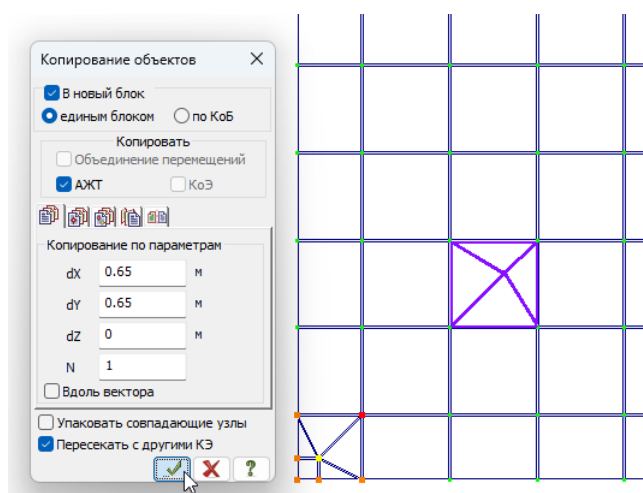 Копирование объектов
В новый блок
единым блоком по КоБ
Копировать
Объединение перемещений
АЖТ КоЭ
Копирование по параметрам
dX 0.65 м
dY 0.65 м
dZ 0 м
N 1
Вдоль вектора
Упаковать совпадающие узлы
Пересекать с другими КЭ
?